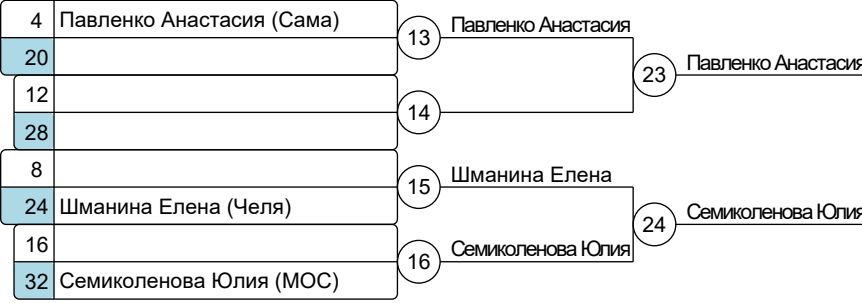 4 Павленко Анастасия (Сама)
20
13 Павленко Анастасия
12
28
14
23 Павленко Анастасия
8
24 Шманина Елена (Челя)
15 Шманина Елена
16
32 Семиколенова Юлия (МОС)
16 Семиколенова Юлия
24 Семиколенова Юлия